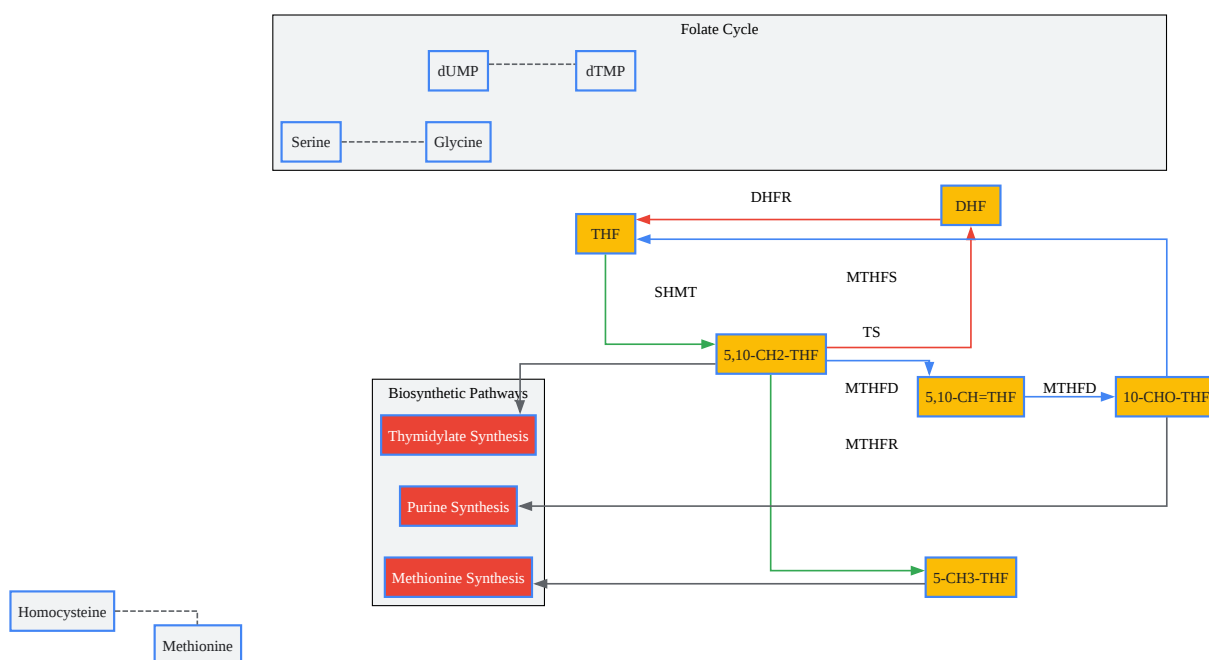 Folate Cycle
dUMP
dTMP
Serine
Glycine
DHFR
DHF
THF
MTHFS
SHMT
TS
5,10-CH2-THF
MTHFD
5,10-CH=THF
MTHFD
10-CHO-THF
Biosynthetic Pathways
Thymidylate Synthesis
MTHFR
Purine Synthesis
Methionine Synthesis
5-CH3-THF
Homocysteine
Methionine